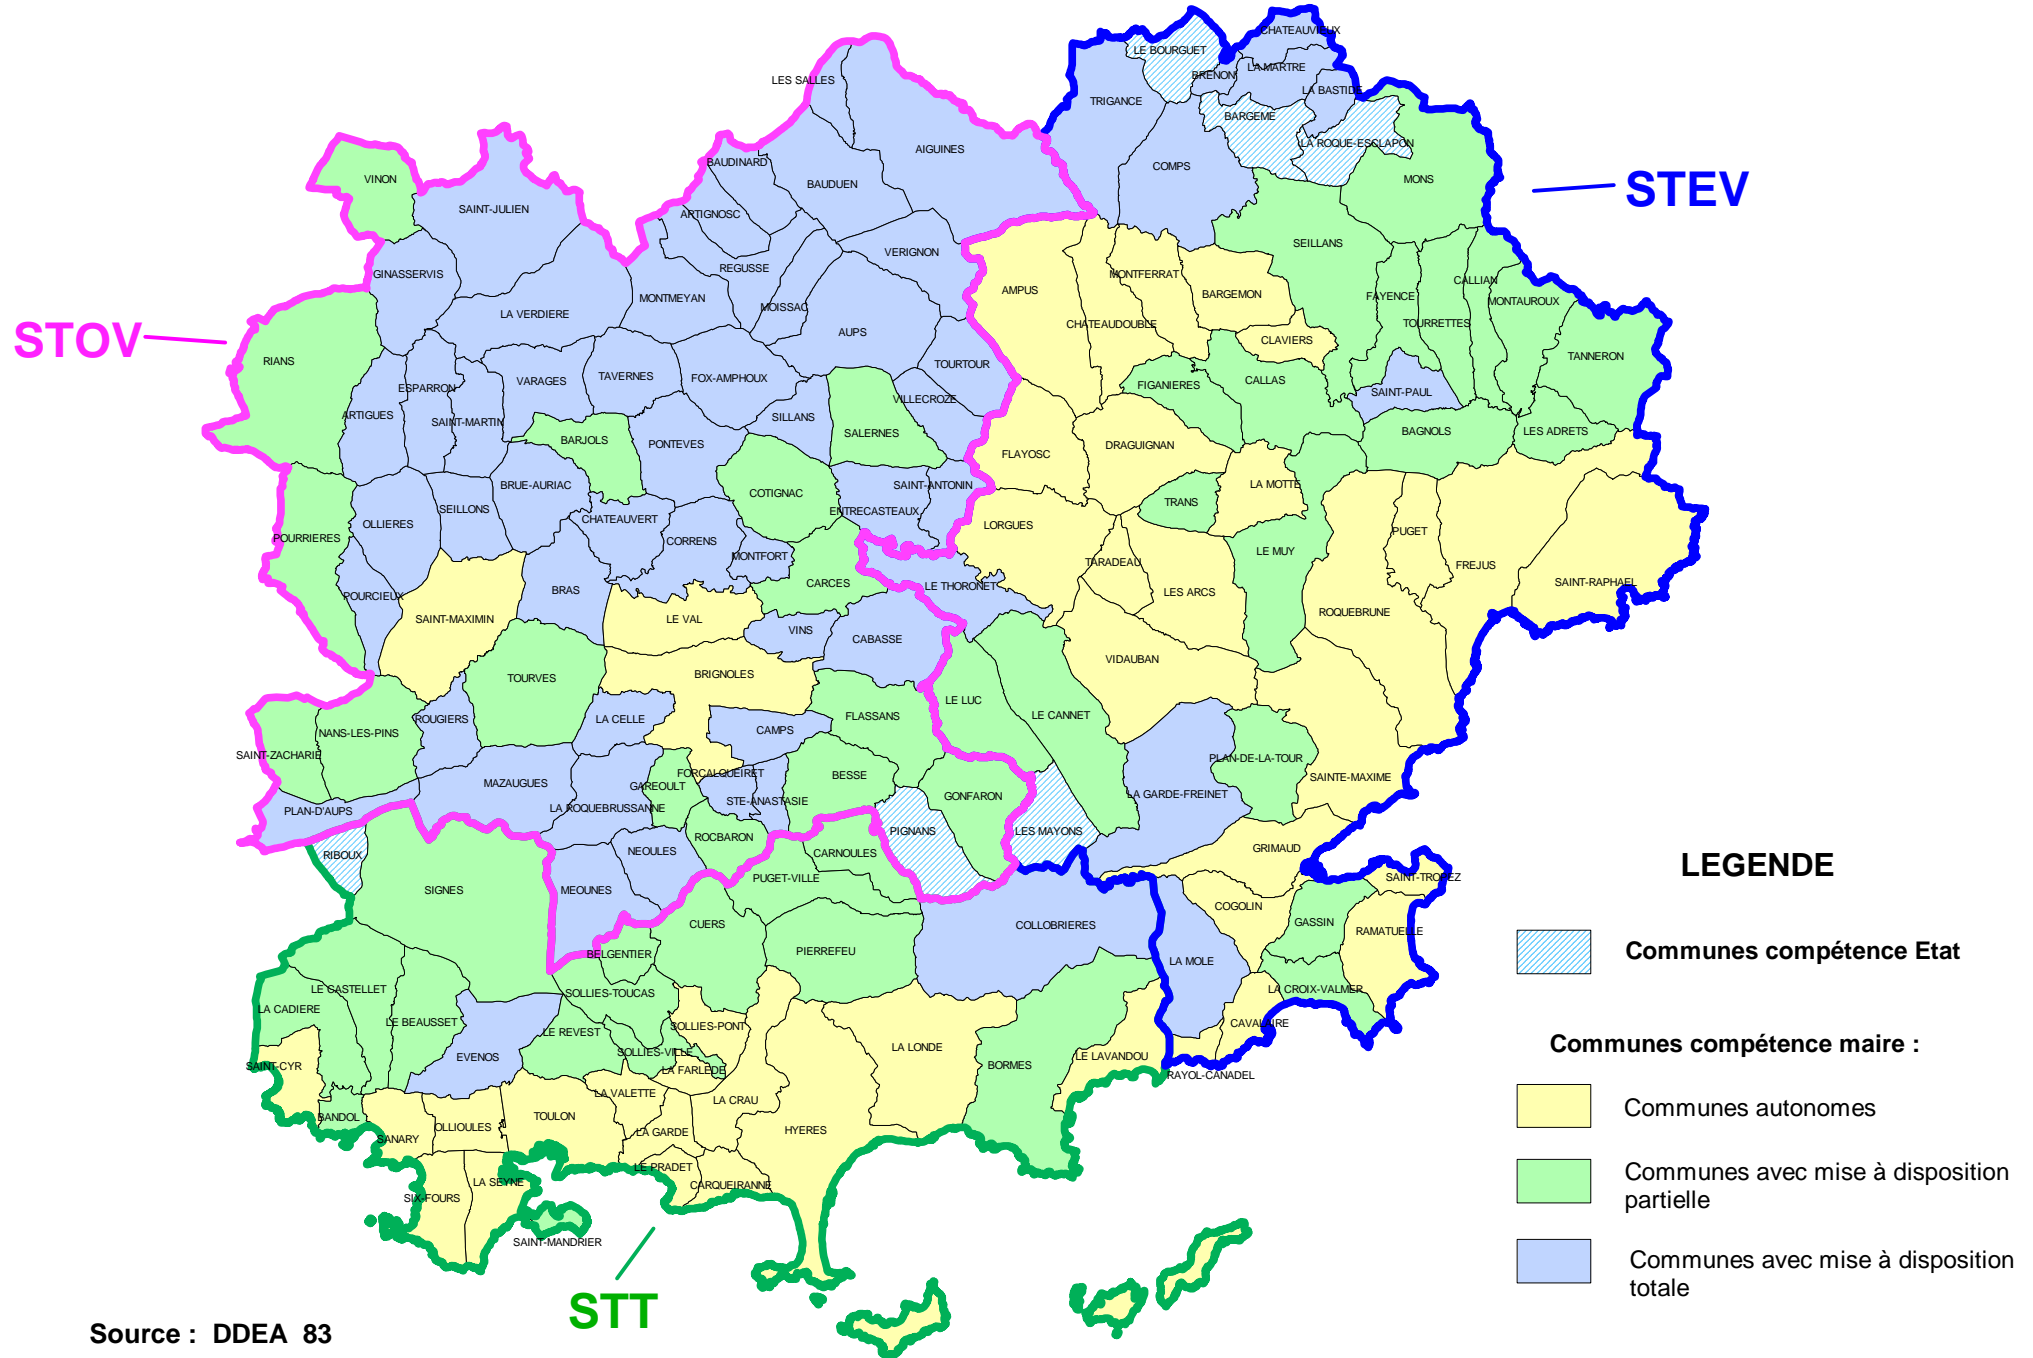 CHATEAUVIEUX
LE BOURGUET
LA MARTRE
BRENON
LES SALLES
LA BASTIDE
TRIGANCE
BARGEME
LA ROQUE-ESCLAPON
AIGUINES
BAUDINARD
COMPS
VINON
MONS
BAUDUEN
STEV
SAINT-JULIEN
ARTIGNOSC
SEILLANS
VERIGNON
REGUSSE
GINASSERVIS
MONTFERRAT
CALLIAN
AMPUS
BARGEMON
FAYENCE
MONTMEYAN
MONTAUROUX
MOISSAC
LA VERDIERE
CHATEAUDOUBLE
TOURRETTES
AUPS
STOV
CLAVIERS
TANNERON
RIANS
TOURTOUR
TAVERNES
FOX-AMPHOUX
VARAGES
CALLAS
ESPARRON
FIGANIERES
SAINT-PAUL
VILLECROZE
ARTIGUES
SILLANS
SAINT-MARTIN
SALERNES
BAGNOLS
LES ADRETS
BARJOLS
PONTEVES
DRAGUIGNAN
FLAYOSC
BRUE-AURIAC
SAINT-ANTONIN
LA MOTTE
COTIGNAC
TRANS
SEILLONS
ENTRECASTEAUX
CHATEAUVERT
OLLIERES
LORGUES
PUGET
POURRIERES
CORRENS
LE MUY
MONTFORT
TARADEAU
FREJUS
CARCES
SAINT-RAPHAEL
LE THORONET
BRAS
LES ARCS
POURCIEUX
ROQUEBRUNE
SAINT-MAXIMIN
LE VAL
VINS
CABASSE
VIDAUBAN
BRIGNOLES
TOURVES
LE LUC
LE CANNET
FLASSANS
ROUGIERS
LA CELLE
CAMPS
NANS-LES-PINS
SAINT-ZACHARIE
PLAN-DE-LA-TOUR
FORCALQUEIRET
BESSE
SAINTE-MAXIME
MAZAUGUES
GAREOULT
LA GARDE-FREINET
GONFARON
STE-ANASTASIE
LA ROQUEBRUSSANNE
PLAN-D'AUPS
PIGNANS
LES MAYONS
ROCBARON
GRIMAUD
NEOULES
CARNOULES
RIBOUX
LEGENDE
PUGET-VILLE
SAINT-TROPEZ
SIGNES
MEOUNES
COGOLIN
GASSIN
CUERS
COLLOBRIERES
RAMATUELLE
PIERREFEU
BELGENTIER
Communes compétence Etat
LA MOLE
LE CASTELLET
SOLLIES-TOUCAS
LA CROIX-VALMER
LA CADIERE
LE BEAUSSET
CAVALAIRE
SOLLIES-PONT
LE REVEST
LA LONDE
Communes compétence maire :
SOLLIES-VILLE
EVENOS
LE LAVANDOU
SAINT-CYR
BORMES
LA FARLEDE
RAYOL-CANADEL
LA VALETTE
LA CRAU
Communes autonomes
BANDOL
TOULON
OLLIOULES
HYERES
LA GARDE
SANARY
LE PRADET
Communes avec mise à disposition
partielle
LA SEYNE
CARQUEIRANNE
SIX-FOURS
SAINT-MANDRIER
Communes avec mise à disposition
totale
STT
Source : DDEA 83